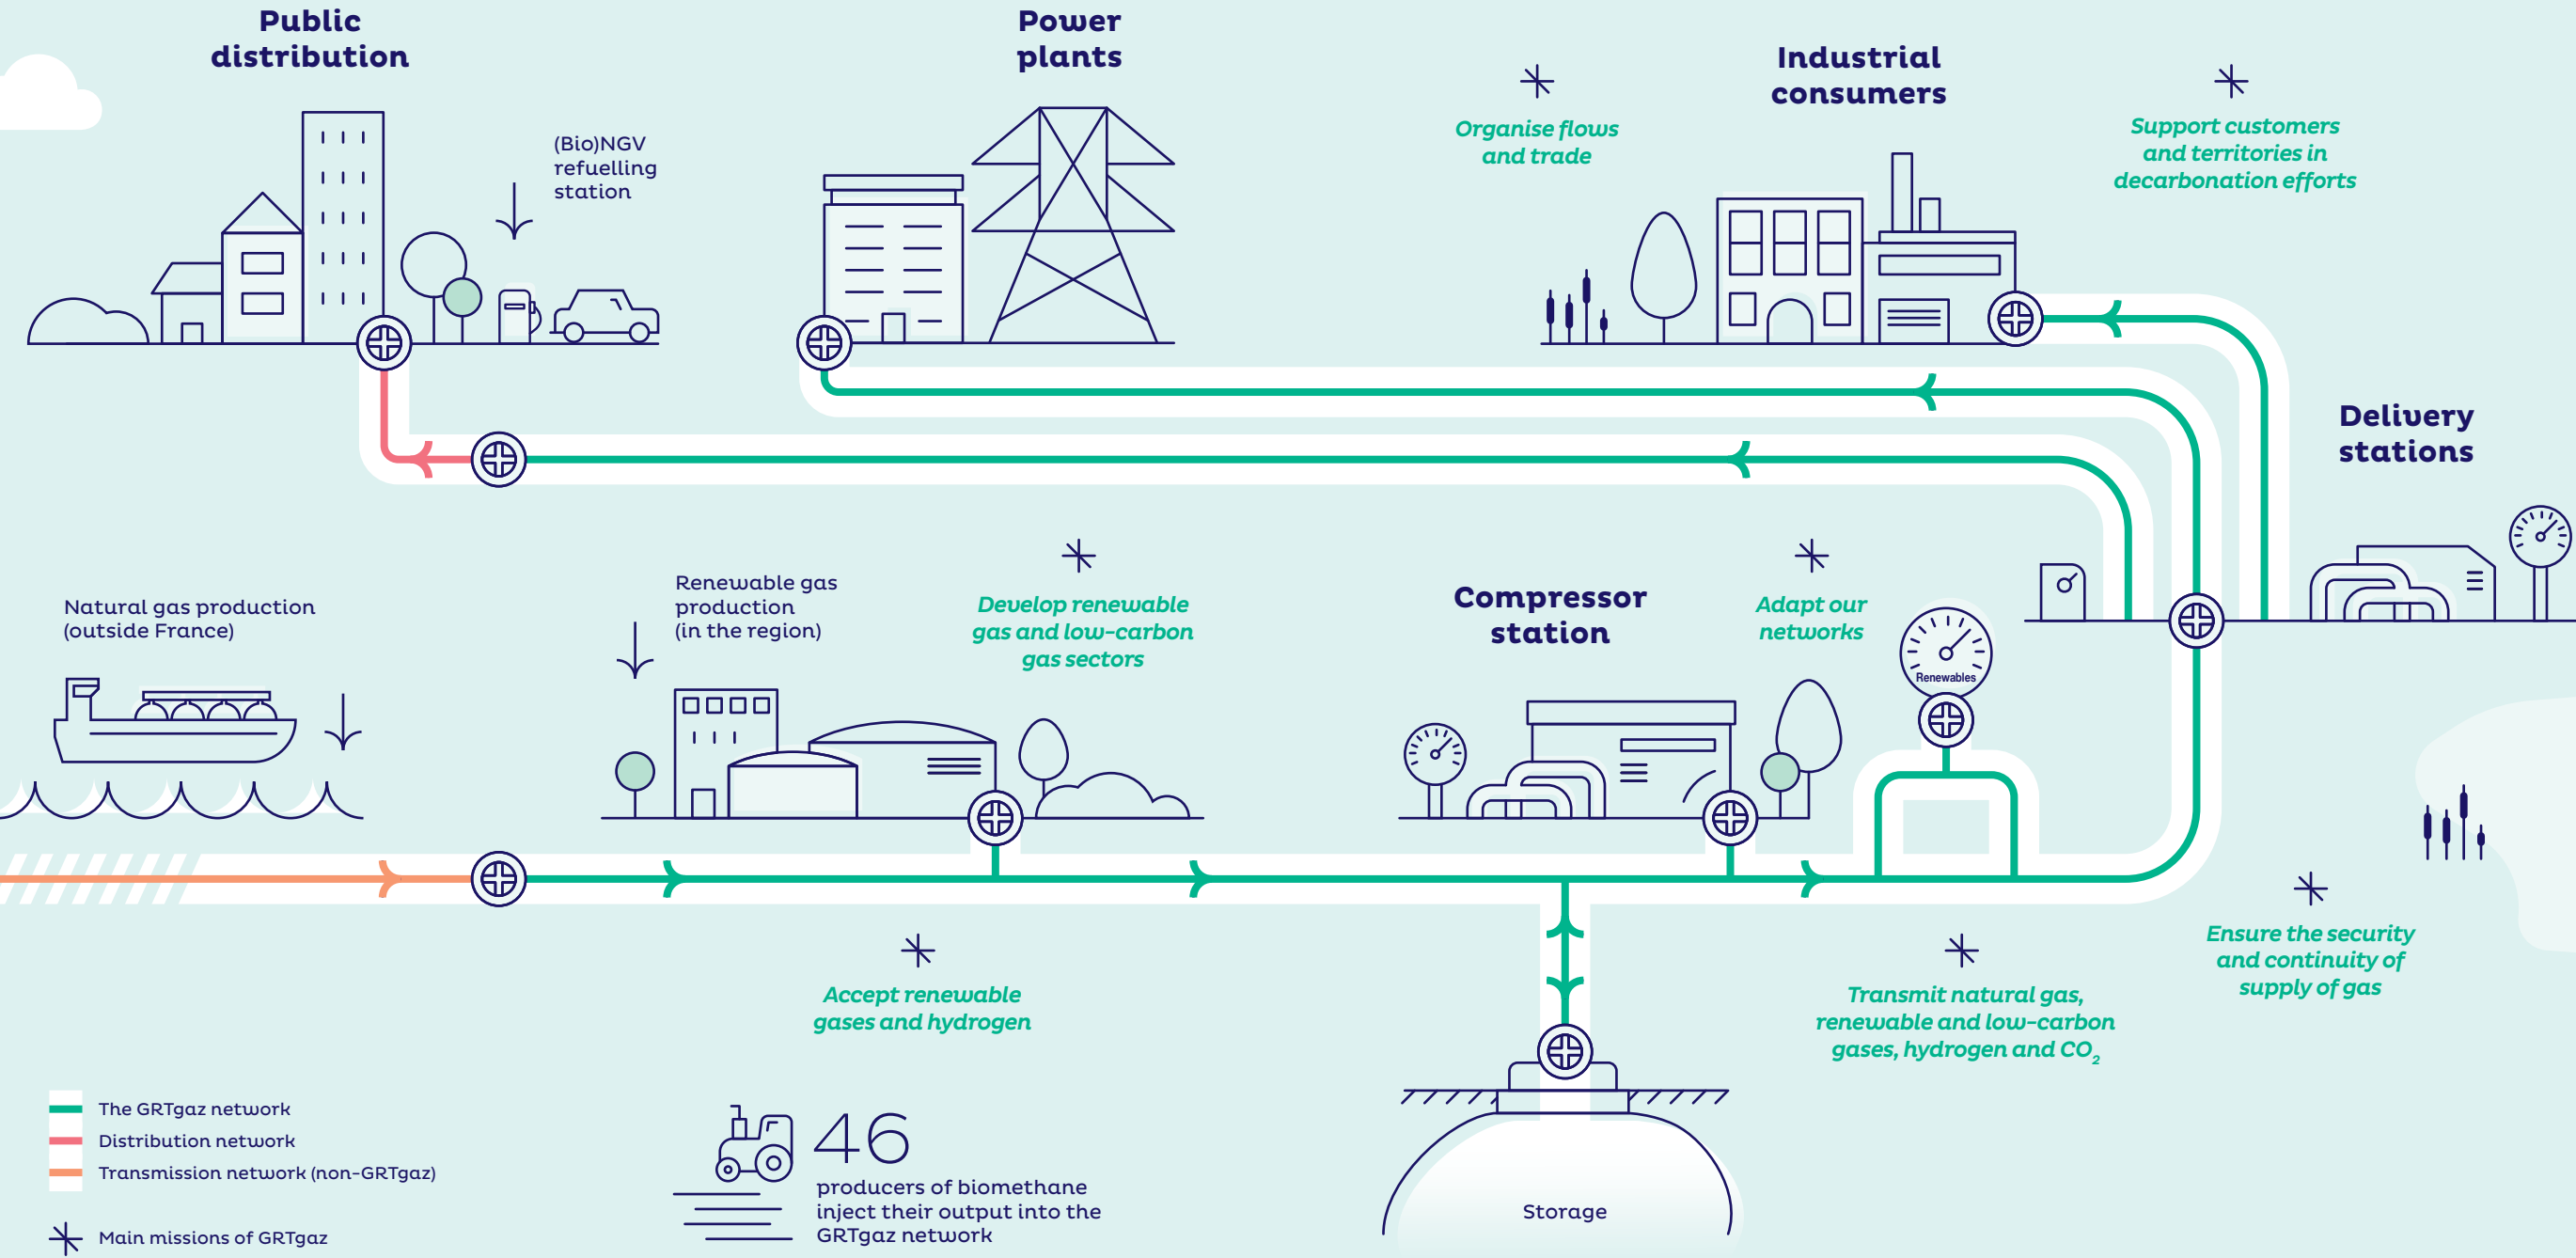 Public
distribution
Power
plants
Industrial
consumers
Organise flows
and trade
Support customers
and territories in
decarbonation efforts
(Bio)NGV
refuelling
station
Delivery
stations
Natural gas production
(outside France)
Renewable gas
production
(in the region)
Develop renewable
gas and low-carbon
gas sectors
Compressor
station
Adapt our
networks
Renewables
Accept renewable
gases and hydrogen
Transmit natural gas,
renewable and low-carbon
gases, hydrogen and CO₂
Ensure the security
and continuity of
supply of gas
The GRTgaz network
Distribution network
Transmission network (non-GRTgaz)
Main missions of GRTgaz
46
producers of biomethane
inject their output into the
GRTgaz network
Storage